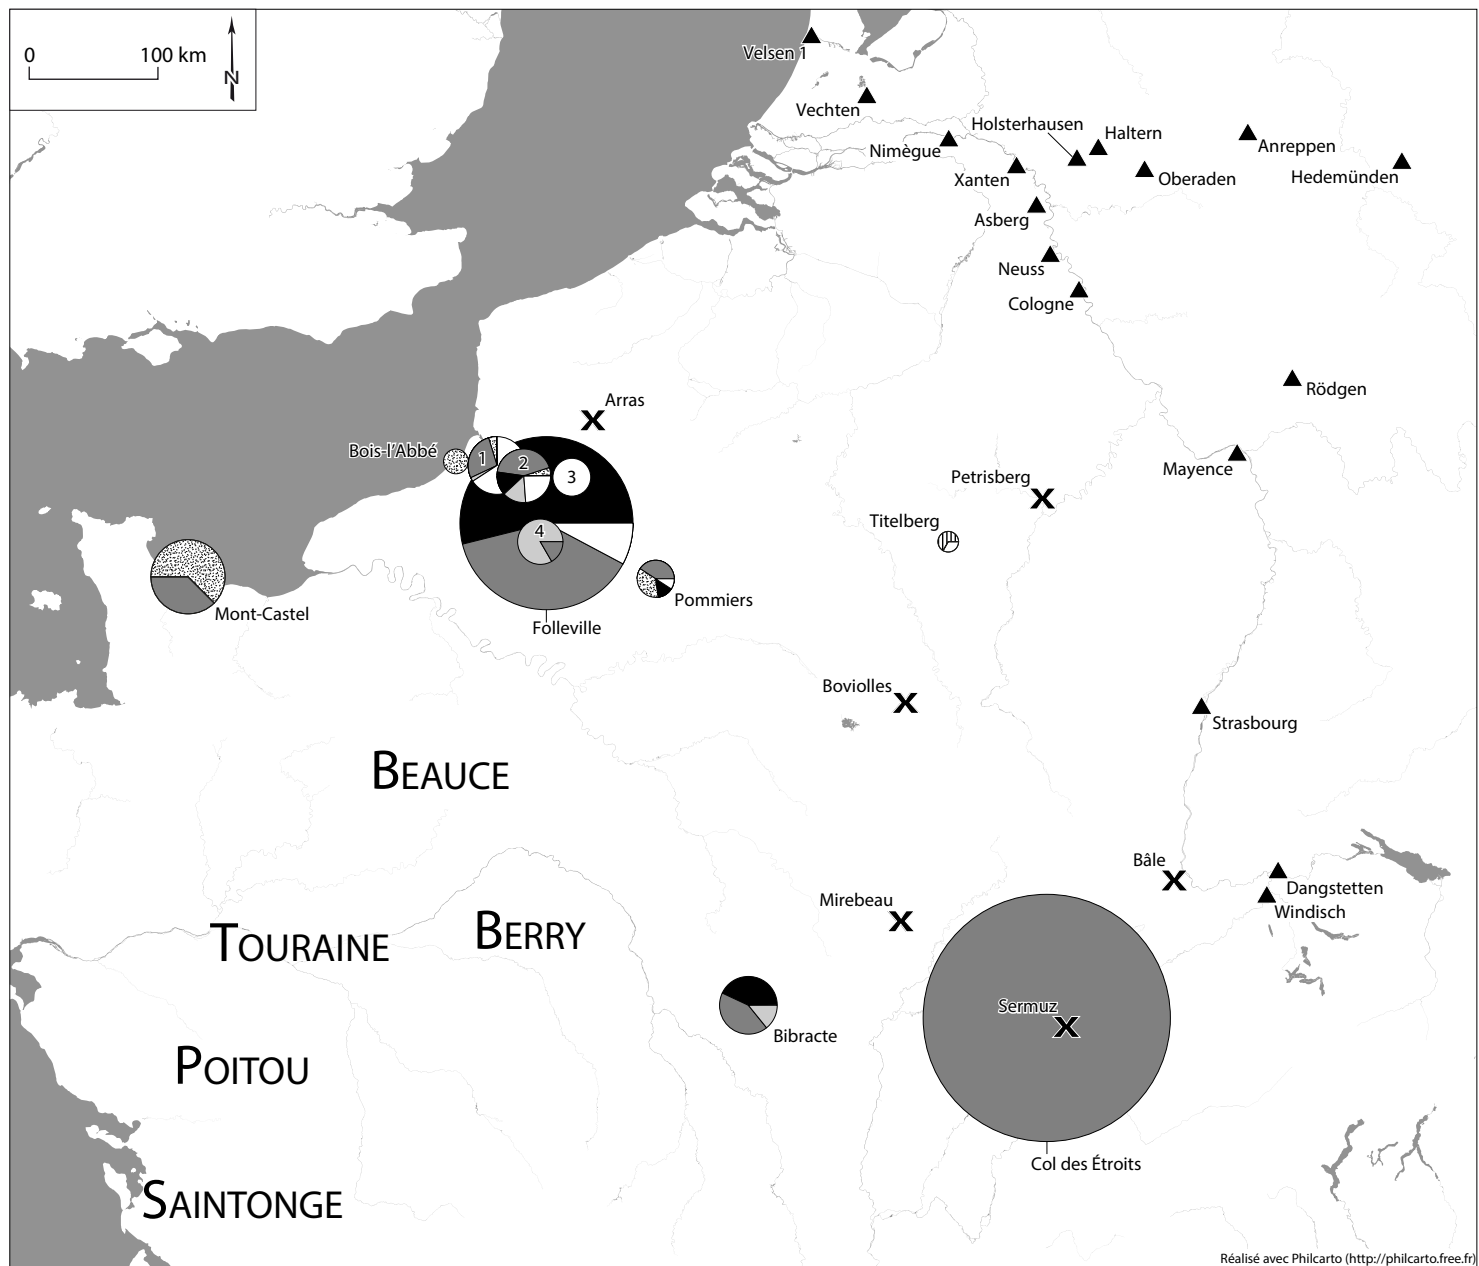 0 100 km
N
Velsen 1
Vechten
Nimègue
Holsterhausen
Haltern
Anreppen
Hedemünden
Xanten
Oberaden
Asberg
Neuss
Cologne
Rödgen
Arras
Bois-l'Abbé
1
2
3
4
Mayence
Petrisberg
Titelberg
Mont-Castel
Pommiers
Folleville
Boviolles
Strasbourg
BEAUCE
Bâle
Dangstetten
Windisch
Mirebeau
TOURAINE
BERRY
Sermuz
Bibracte
POITOU
Col des Étroits
SAINTONGE
Réalisé avec Philcarto (http://philcarto.free.fr)